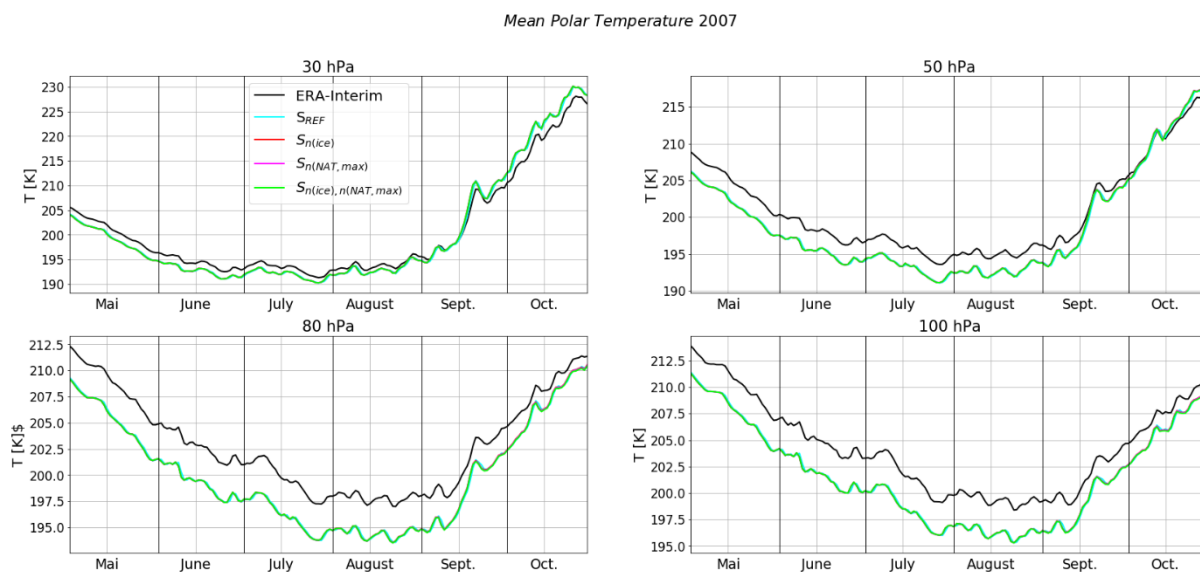 Mean Polar Temperature 2007
30 hPa
T [K]
230
225
220
215
210
205
200
195
190
ERA-Interim
S_REF
S_n(ice)
S_n(NAT,max)
S_n(ice),n(NAT,max)
Mai June July August Sept. Oct.
50 hPa
T [K]
215
210
205
200
195
190
Mai June July August Sept. Oct.
80 hPa
T [K]$
212.5
210.0
207.5
205.0
202.5
200.0
197.5
195.0
Mai June July August Sept. Oct.
100 hPa
T [K]
212.5
210.0
207.5
205.0
202.5
200.0
197.5
195.0
Mai June July August Sept. Oct.